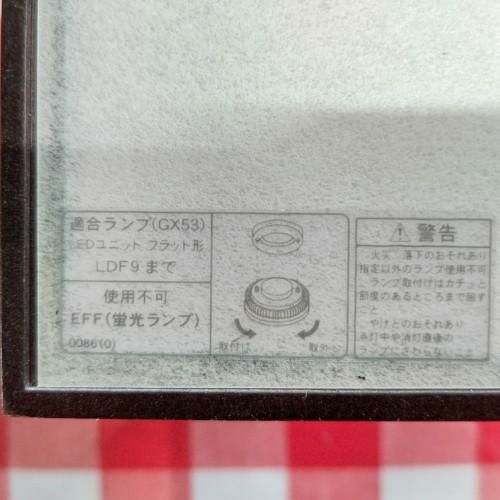 適合ランプ(GX53)
LEDユニット フラット形
LDF9 まで
使用不可
EFF(蛍光ランプ)
008610)
取付け
取外し
警告
火災、落下のおそれあり
指定以外のランプ使用不可
ランプ取付けはカチッと
節度のあるところまで回すこと
やけどのおそれあり
点灯中や消灯直後の
ランプにさわらないこと